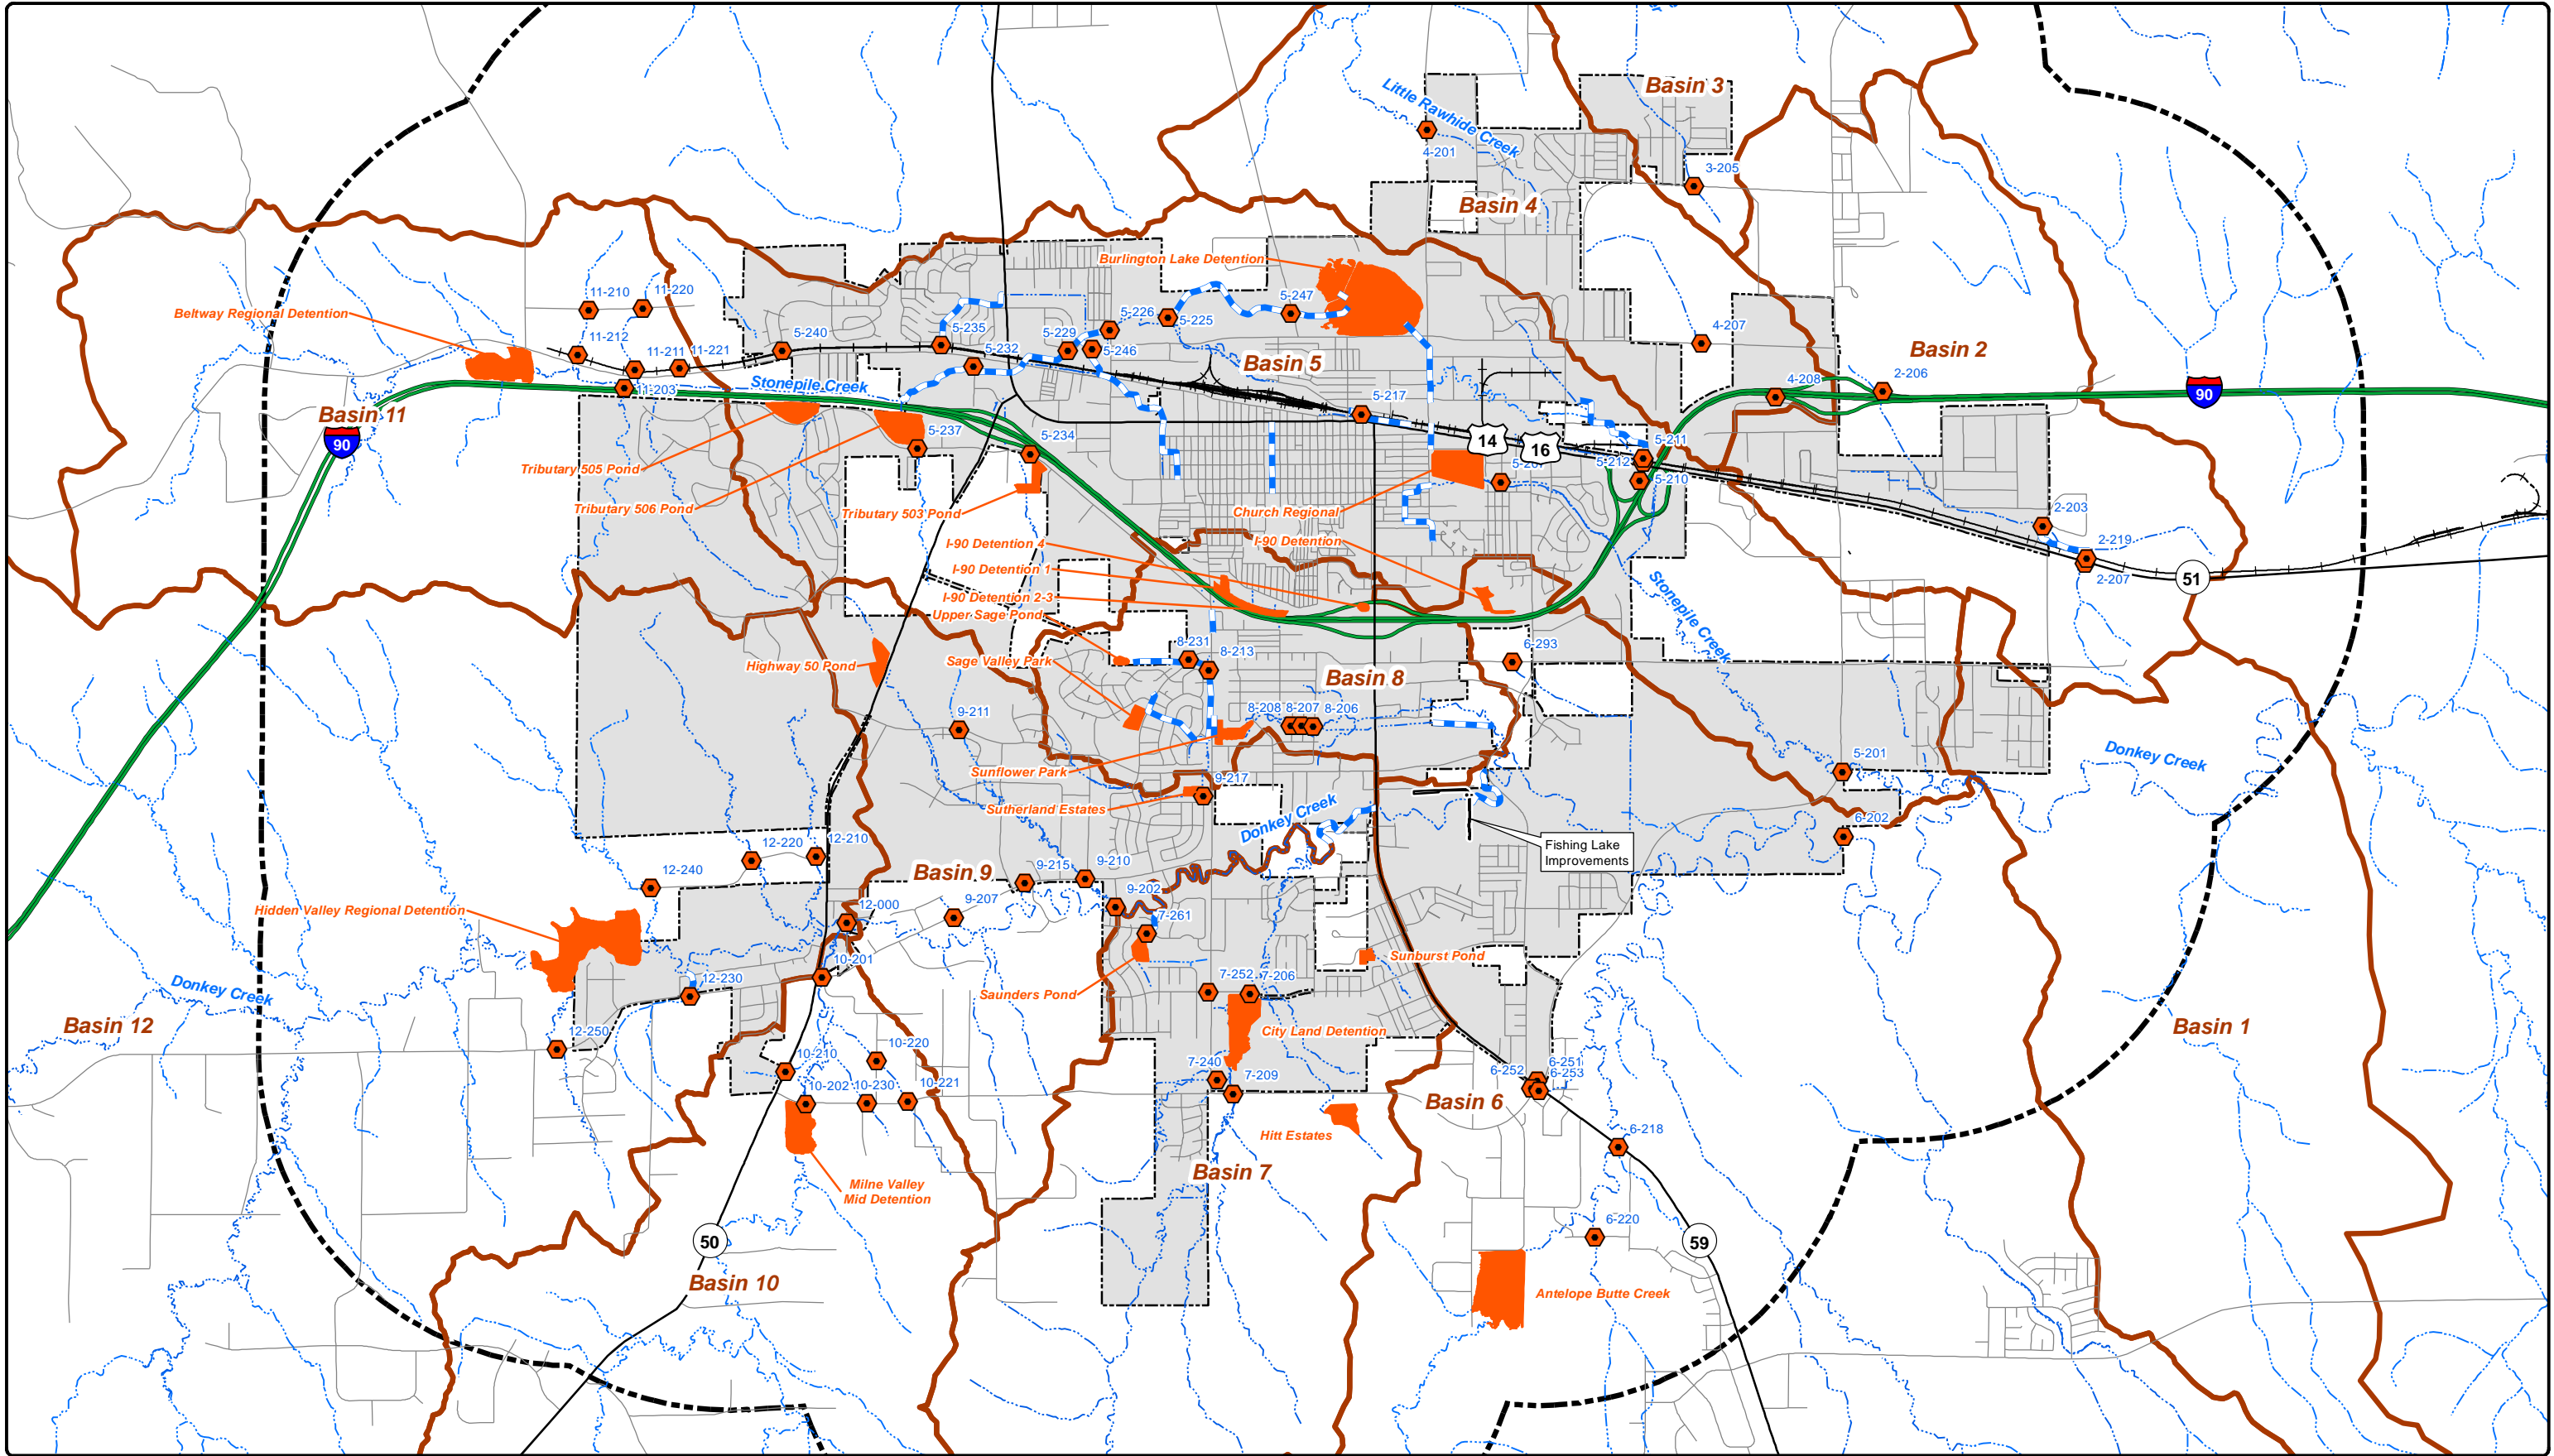 Little Rawhide Creek
Basin 3
4-201
3-205
Basin 4
Burlington Lake Detention
11-210
11-220
5-247
Beltway Regional Detention
5-226
5-225
11-212
5-240
5-235
5-229
4-207
11-211
11-221
5-232
5-246
Basin 5
Basin 2
Stonepile Creek
11-203
4-208
2-206
5-217
90
Basin 11
90
5-237
5-234
14
16
5-211
5-212
Tributary 505 Pond
5-210
Tributary 506 Pond
Tributary 503 Pond
Church Regional
2-203
I-90 Detention 4
I-90 Detention
2-219
I-90 Detention 1
2-207
51
I-90 Detention 2-3
Upper Sage Pond
Stonepile Creek
8-231
8-213
6-293
Highway 50 Pond
Sage Valley Park
Basin 8
9-211
8-208
8-207
8-206
Donkey Creek
5-201
Sunflower Park
9-217
Sutherland Estates
Donkey Creek
6-202
12-220
12-210
Fishing Lake
Improvements
12-240
Basin 9
9-215
9-210
9-202
Hidden Valley Regional Detention
12-000
9-207
7-261
10-201
Sunburst Pond
12-230
7-252
7-206
Donkey Creek
Saunders Pond
Basin 12
12-250
City Land Detention
Basin 1
10-210
10-220
7-240
7-209
6-251
6-252
6-253
10-202
10-230
10-221
Basin 6
Hitt Estates
6-218
Basin 7
Milne Valley
Mid Detention
6-220
50
59
Basin 10
Antelope Butte Creek